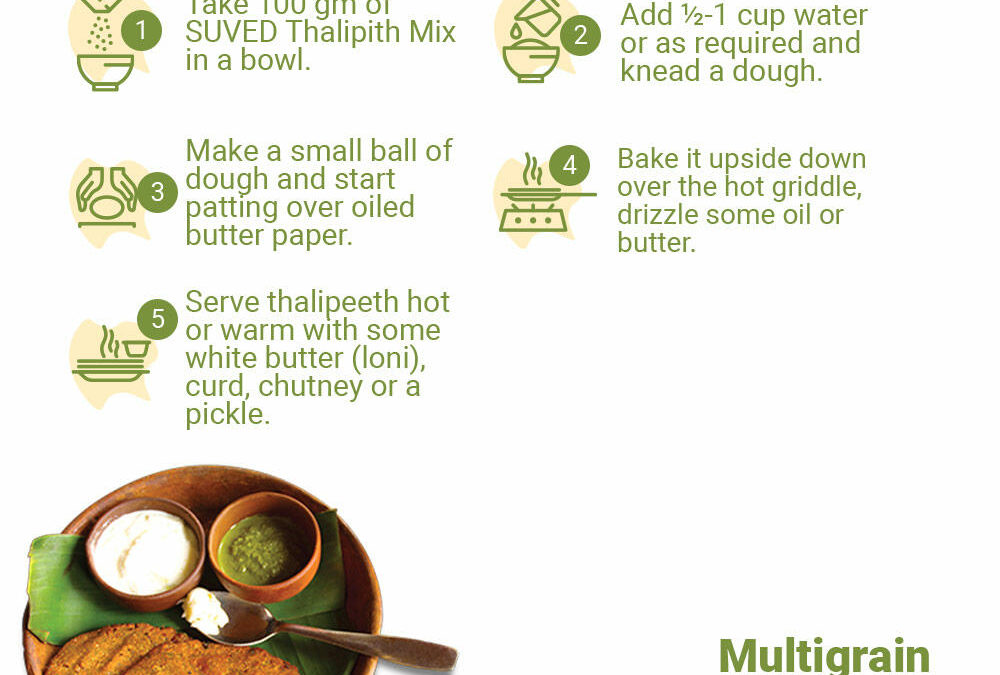 1
Take 100 gm of
SUVED Thalipith Mix
in a bowl.
2
Add ½-1 cup water
or as required and
knead a dough.
3
Make a small ball of
dough and start
patting over oiled
butter paper.
4
Bake it upside down
over the hot griddle,
drizzle some oil or
butter.
5
Serve thalipeeth hot
or warm with some
white butter (loni),
curd, chutney or a
pickle.
Multigrain